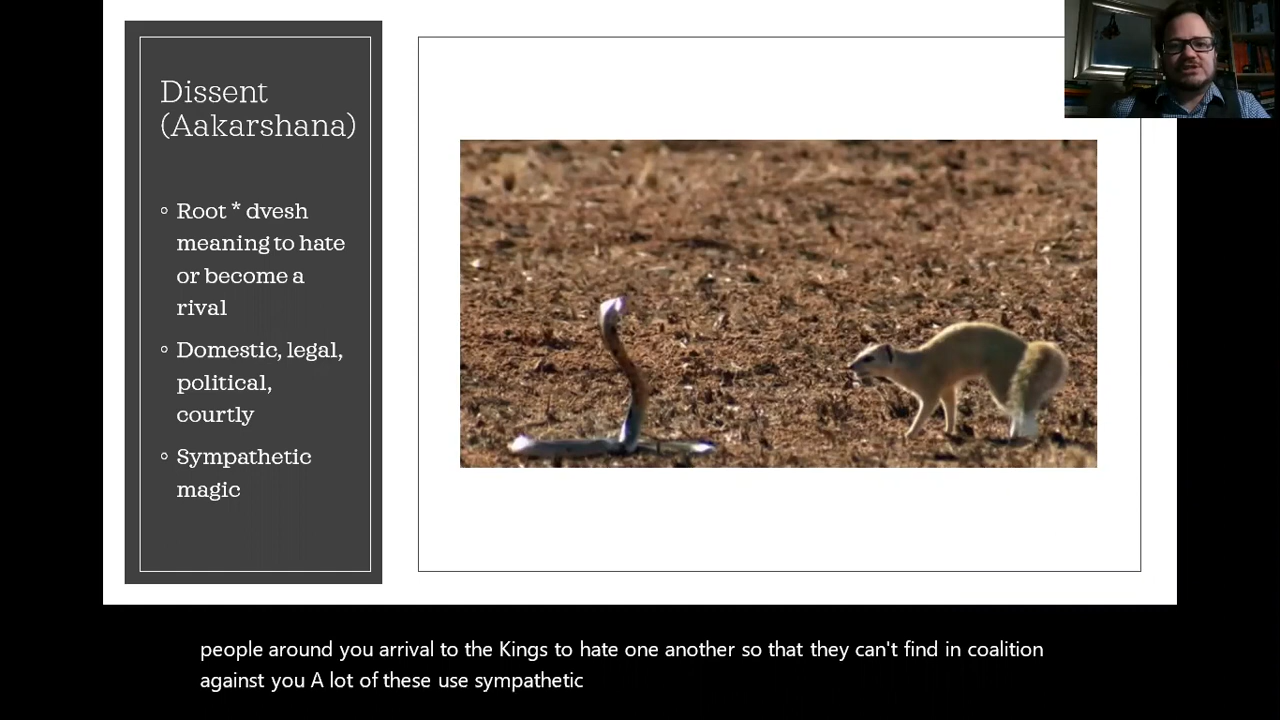 Dissent
(Aakarshana)
◦ Root * dvesh
meaning to hate
or become a
rival
◦ Domestic, legal,
political,
courtly
◦ Sympathetic
magic
people around you arrival to the Kings to hate one another so that they can't find in coalition
against you A lot of these use sympathetic